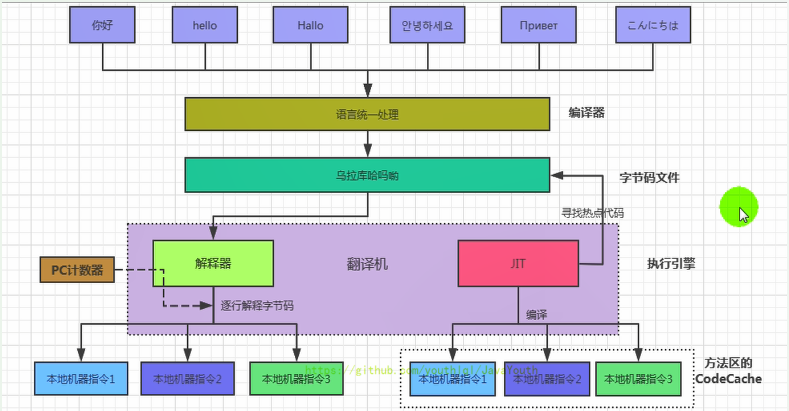 你好
hello
Hallo
안녕하세요
Привет
こんにちは
语言统一处理
编译器
乌拉库哈吗哟
字节码文件
寻找热点代码
解释器
翻译机
JIT
执行引擎
PC计数器
逐行解释字节码
编译
本地机器指令1
本地机器指令2
本地机器指令3
https://github.com/youthlql/JavaYouth
本地机器指令1
本地机器指令2
本地机器指令3
方法区的
CodeCache